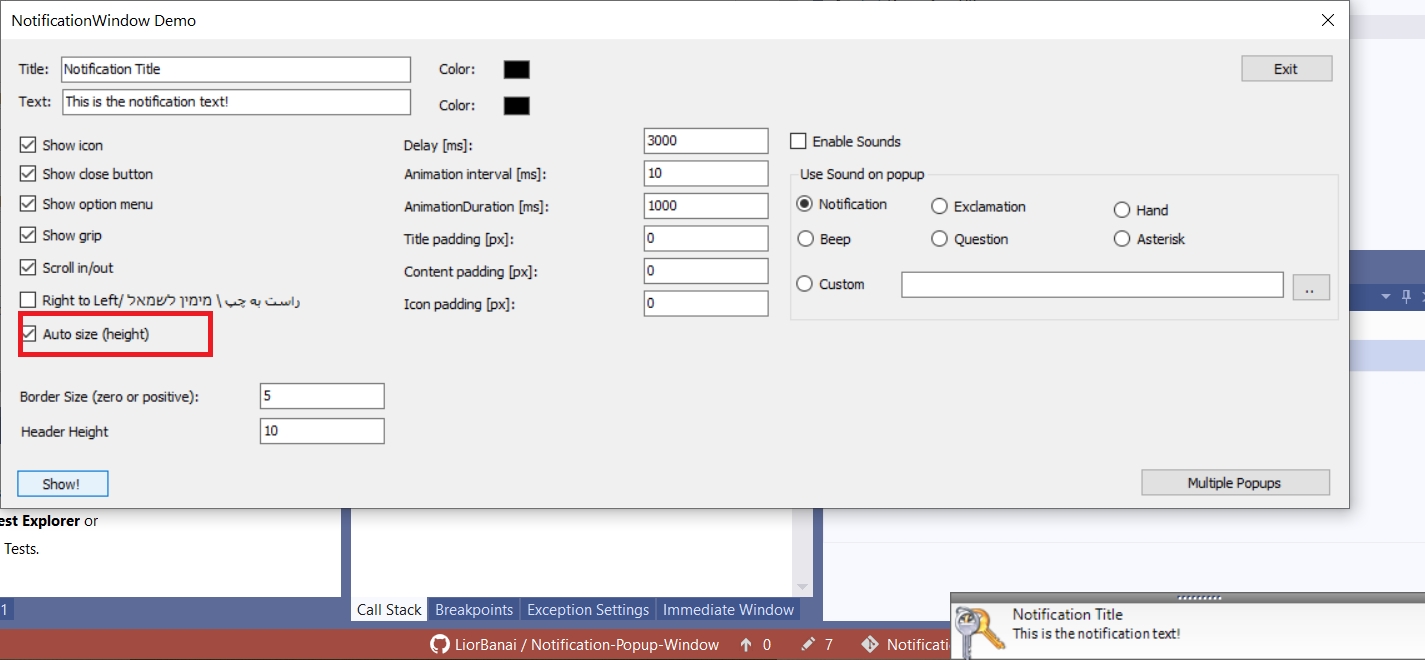 NotificationWindow Demo
Title: Notification Title Color: Exit
Text: This is the notification text! Color:
Show icon
Show close button
Show option menu
Show grip
Scroll in/out
Right to Left/ راست به چپ \ מימין לשמאל
Auto size (height)
Border Size (zero or positive): 5
Header Height 10
Show!
Delay [ms]: 3000
Animation interval [ms]: 10
AnimationDuration [ms]: 1000
Title padding [px]: 0
Content padding [px]: 0
Icon padding [px]: 0
Enable Sounds
Use Sound on popup
Notification Exclamation Hand
Beep Question Asterisk
Custom ..
Multiple Popups
est Explorer or
Tests.
1
Call Stack Breakpoints Exception Settings Immediate Window
LiorBanai / Notification-Popup-Window 0 7 Notificati
Notification Title
This is the notification text!